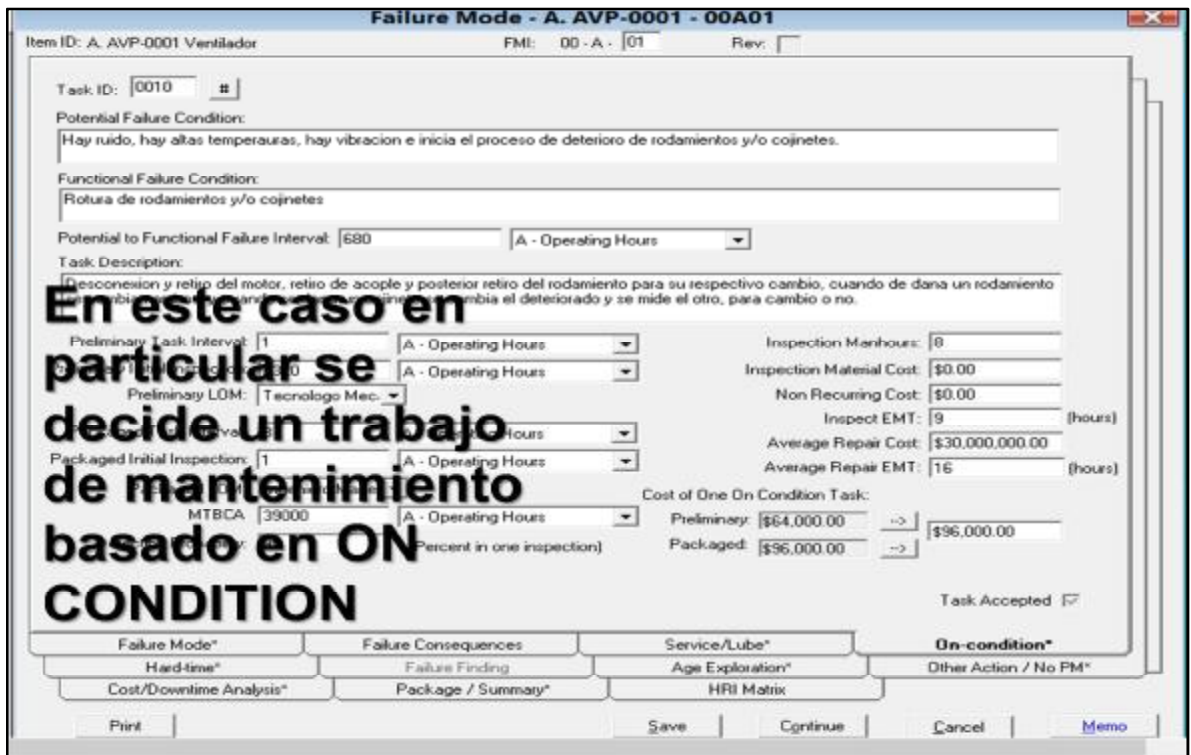 Failure Mode - A. AVP-0001 - 00A01
Item ID: A. AVP-0001 Ventilador FMI: 00 - A - 01 Rev:
Task ID: 0010 #
Potential Failure Condition:
Hay ruido, hay altas temperauras, hay vibracion e inicia el proceso de deterioro de rodamientos y/o cojinetes.
Functional Failure Condition:
Rotura de rodamientos y/o cojinetes
Potential to Functional Failure Interval: 680 A - Operating Hours
Task Description:
Desconexion y retiro del motor, retiro de acople y posterior retiro del rodamiento para su respectivo cambio, cuando de dana un rodamiento
cambia el deteriorado y se mide el otro, para cambio o no.
En este caso en
particular se
decide un trabajo
de mantenimiento
basado en ON
CONDITION
Preliminary Task Interval: 1 A - Operating Hours
A - Operating Hours
Preliminary LOM: Tecnologo Mec.
Hours
Packaged Initial Inspection: 1 A - Operating Hours
MTBCA 39000 A - Operating Hours
Percent in one inspection)
Inspection Manhours: 8
Inspection Material Cost: $0.00
Non Recurring Cost: $0.00
Inspect EMT: 9 (hours)
Average Repair Cost: $30,000,000.00
Average Repair EMT: 16 (hours)
Cost of One On Condition Task:
Preliminary: $64,000.00 -->
$96,000.00
Packaged: $96,000.00 -->
Task Accepted
Failure Mode* Failure Consequences Service/Lube* On-condition*
Hard-time* Failure Finding Age Exploration* Other Action / No PM*
Cost/Downtime Analysis* Package / Summary* HRI Matrix
Print Save Continue Cancel Memo